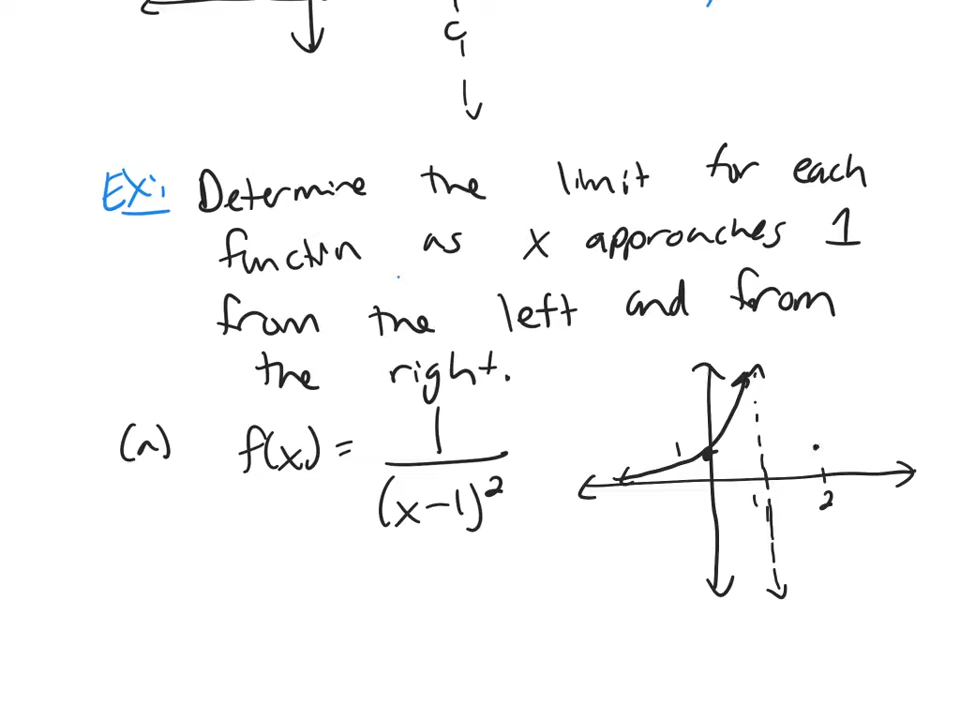 C
Ex: Determine the limit for each
functin as x approaches 1
from the left and from
the right.
(a) f(x) = 1/(x-1)²
1
1 2